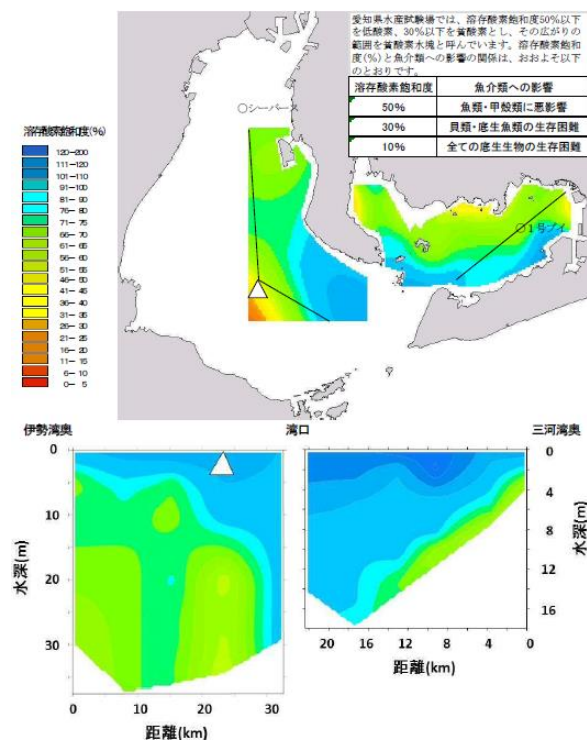 愛知県水産試験場では、溶存酸素飽和度50%以下
を低酸素、30%以下を貧酸素とし、その広がりの
範囲を貧酸素水塊と呼んでいます。溶存酸素飽和
度(%)と魚介類への影響の関係は、おおよそ以下
のとおりです。
溶存酸素飽和度 魚介類への影響
50% 魚類・甲殻類に悪影響
30% 貝類・底生魚類の生存困難
10% 全ての底生生物の生存困難
○シーバース
○1号ブイ
溶存酸素飽和度(%)
120-200
111-120
101-110
91-100
81-90
76-80
71-75
66-70
61-65
56-60
51-55
46-50
41-45
36-40
31-35
26-30
21-25
16-20
11-15
6-10
0-5
伊勢湾奥 湾口 三河湾奥
0
10
20
30
水深(m)
0 10 20 30
距離(km)
0
2
4
6
8
10
12
14
16
水深(m)
20 16 12 8 4 0
距離(km)